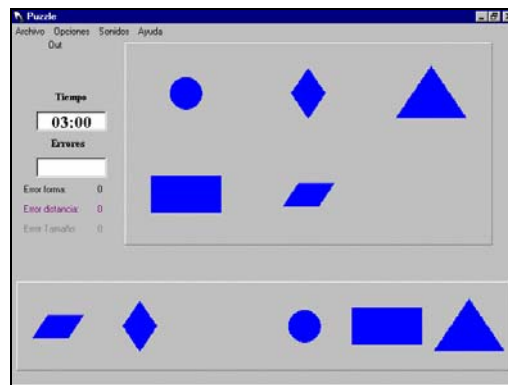 Puzzle
Archivo Opciones Sonidos Ayuda
Out
Tiempo
03:00
Errores
Error forma: 0
Error distancia: 0
Error Tamaño: 0